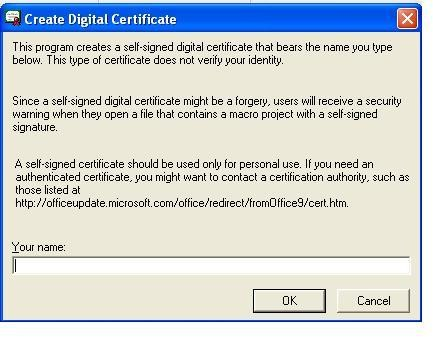 Create Digital Certificate
This program creates a self-signed digital certificate that bears the name you type
below. This type of certificate does not verify your identity.
Since a self-signed digital certificate might be a forgery, users will receive a security
warning when they open a file that contains a macro project with a self-signed
signature.
A self-signed certificate should be used only for personal use. If you need an
authenticated certificate, you might want to contact a certification authority, such as
those listed at
http://officeupdate.microsoft.com/office/redirect/fromOffice9/cert.htm.
Your name:
OK Cancel